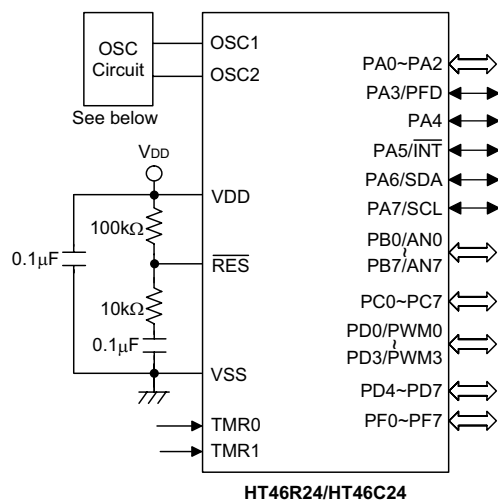 OSC
Circuit
See below
OSC1
OSC2
VDD
VDD
100kΩ
0.1μF
RES
10kΩ
0.1μF
VSS
TMR0
TMR1
PA0~PA2
PA3/PFD
PA4
PA5/INT
PA6/SDA
PA7/SCL
PB0/AN0
~
PB7/AN7
PC0~PC7
PD0/PWM0
~
PD3/PWM3
PD4~PD7
PF0~PF7
HT46R24/HT46C24